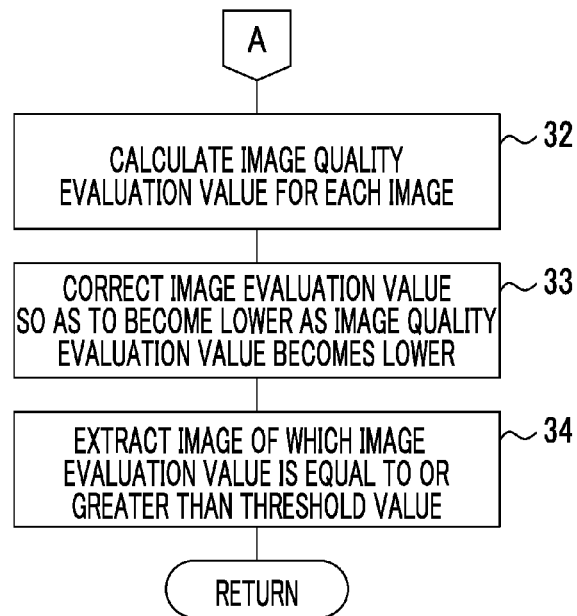 A
32
CALCULATE IMAGE QUALITY
EVALUATION VALUE FOR EACH IMAGE
33
CORRECT IMAGE EVALUATION VALUE
SO AS TO BECOME LOWER AS IMAGE QUALITY
EVALUATION VALUE BECOMES LOWER
34
EXTRACT IMAGE OF WHICH IMAGE
EVALUATION VALUE IS EQUAL TO OR
GREATER THAN THRESHOLD VALUE
RETURN